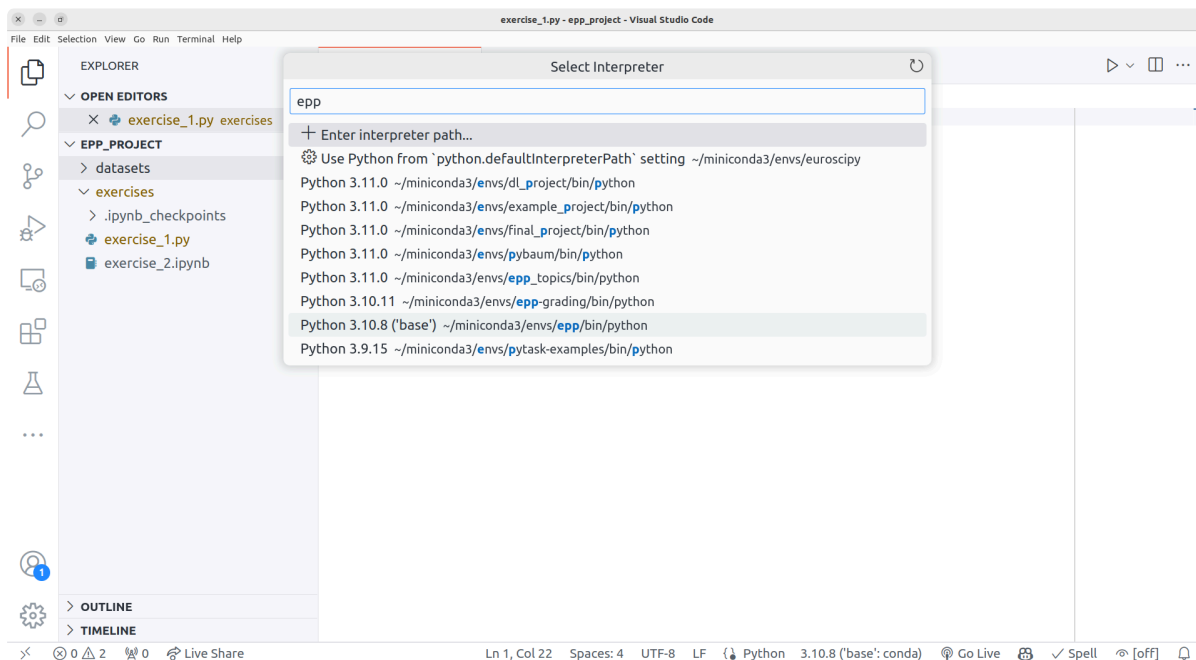 exercise_1.py - epp_project - Visual Studio Code
File Edit Selection View Go Run Terminal Help
EXPLORER
OPEN EDITORS
exercise_1.py exercises
EPP_PROJECT
datasets
exercises
.ipynb_checkpoints
exercise_1.py
exercise_2.ipynb
Select Interpreter
epp
Enter interpreter path...
Use Python from `python.defaultInterpreterPath` setting ~/miniconda3/envs/euroscipy
Python 3.11.0 ~/miniconda3/envs/dl_project/bin/python
Python 3.11.0 ~/miniconda3/envs/example_project/bin/python
Python 3.11.0 ~/miniconda3/envs/final_project/bin/python
Python 3.11.0 ~/miniconda3/envs/pybaum/bin/python
Python 3.11.0 ~/miniconda3/envs/epp_topics/bin/python
Python 3.10.11 ~/miniconda3/envs/epp-grading/bin/python
Python 3.10.8 ('base') ~/miniconda3/envs/epp/bin/python
Python 3.9.15 ~/miniconda3/envs/pytask-examples/bin/python
1
OUTLINE
TIMELINE
0 2 0 Live Share Ln 1, Col 22 Spaces: 4 UTF-8 LF Python 3.10.8 ('base': conda) Go Live Spell [off]